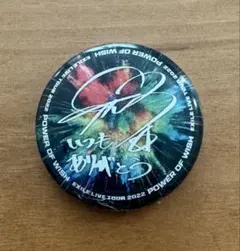 EXILE LIVE TOUR 2022 POWER OF WISH
いつも
ありがとう
EXILE LIVE TOUR 2022 POWER OF WISH